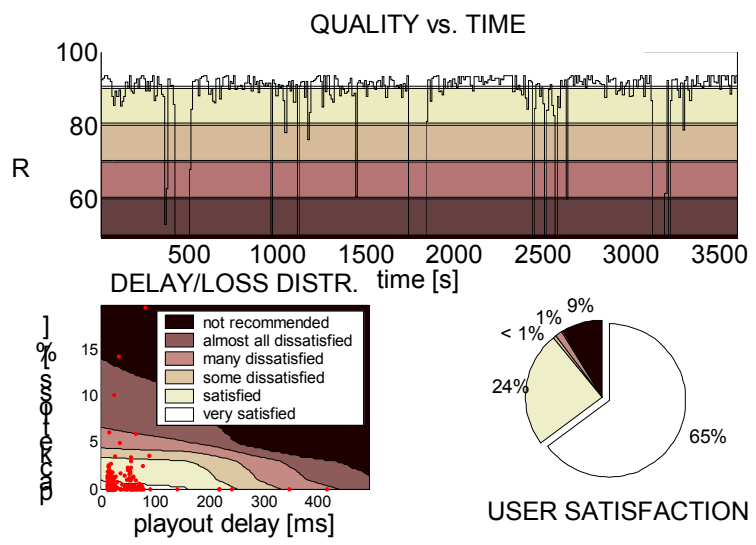 QUALITY vs. TIME
100
80
60
R
500 1000 1500 2000 2500 3000 3500
time [s]
DELAY/LOSS DISTR.
not recommended
almost all dissatisfied
many dissatisfied
some dissatisfied
satisfied
very satisfied
15
10
5
0
packet loss [%]
0 100 200 300 400
playout delay [ms]
9%
1%
< 1%
24%
65%
USER SATISFACTION